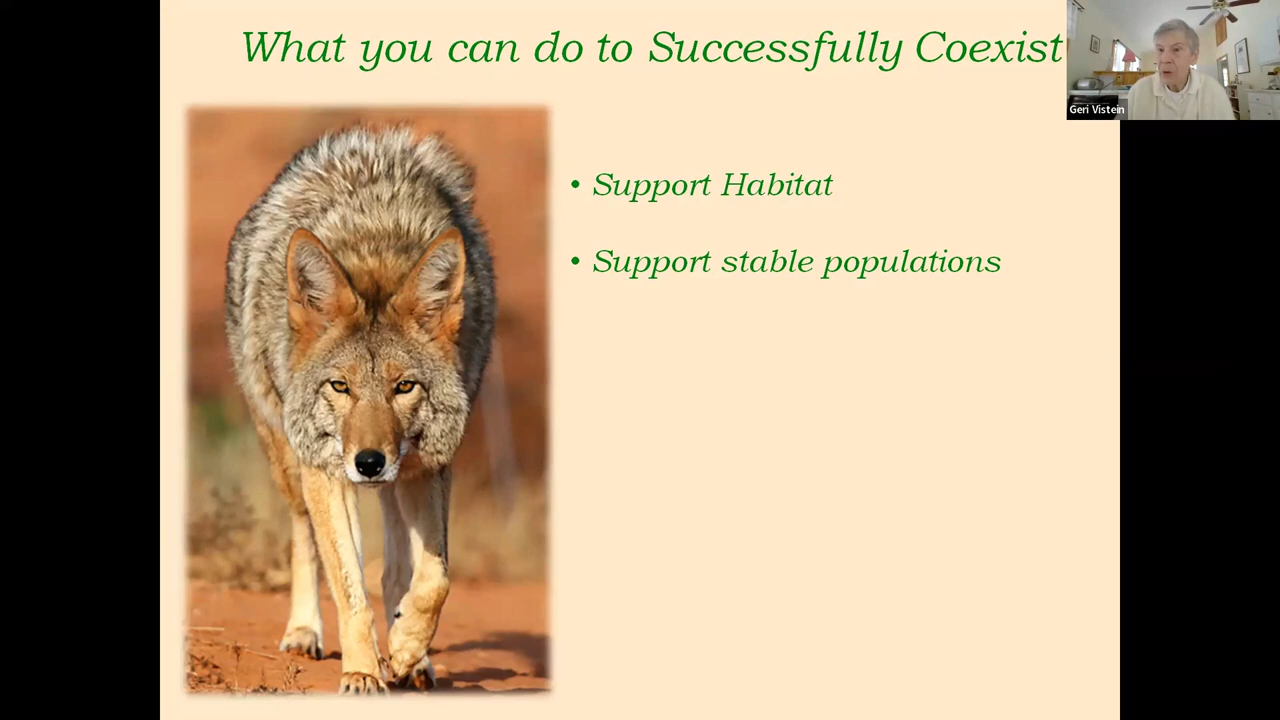 What you can do to Successfully Coexist
Geri Vistein
• Support Habitat
• Support stable populations